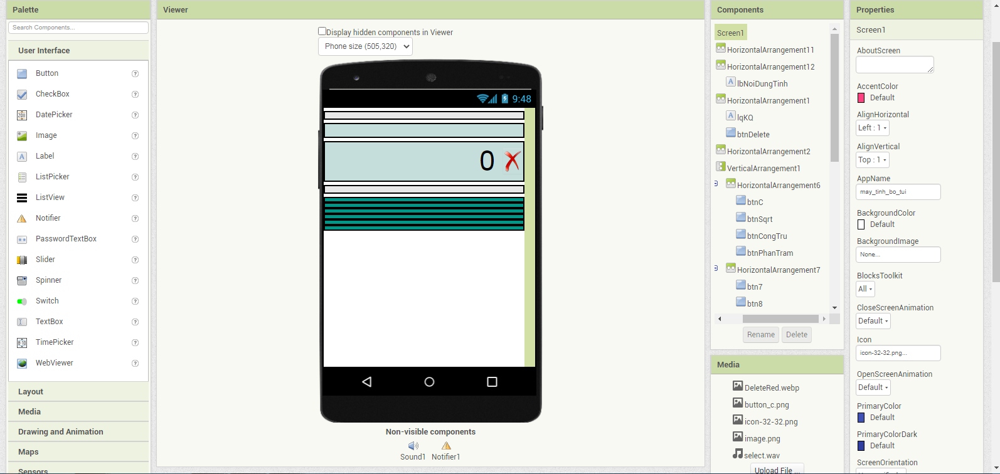 Palette
Search Components...
User Interface
Button
CheckBox
DatePicker
Image
Label
ListPicker
ListView
Notifier
PasswordTextBox
Slider
Spinner
Switch
TextBox
TimePicker
WebViewer
Layout
Media
Drawing and Animation
Maps
Sensors
Viewer
Display hidden components in Viewer
Phone size (505,320)
9:48
0
Non-visible components
Sound1 Notifier1
Components
Screen1
HorizontalArrangement11
HorizontalArrangement12
lbNoiDungTinh
HorizontalArrangement1
lqKQ
btnDelete
HorizontalArrangement2
VerticalArrangement1
HorizontalArrangement6
btnC
btnSqrt
btnCongTru
btnPhanTram
HorizontalArrangement7
btn7
btn8
Rename Delete
Media
DeleteRed.webp
button_c.png
icon-32-32.png
image.png
select.wav
Upload File ...
Properties
Screen1
AboutScreen
AccentColor
Default
AlignHorizontal
Left : 1
AlignVertical
Top : 1
AppName
may_tinh_bo_tui
BackgroundColor
Default
BackgroundImage
None...
BlocksToolkit
All
CloseScreenAnimation
Default
Icon
icon-32-32.png...
OpenScreenAnimation
Default
PrimaryColor
Default
PrimaryColorDark
Default
ScreenOrientation